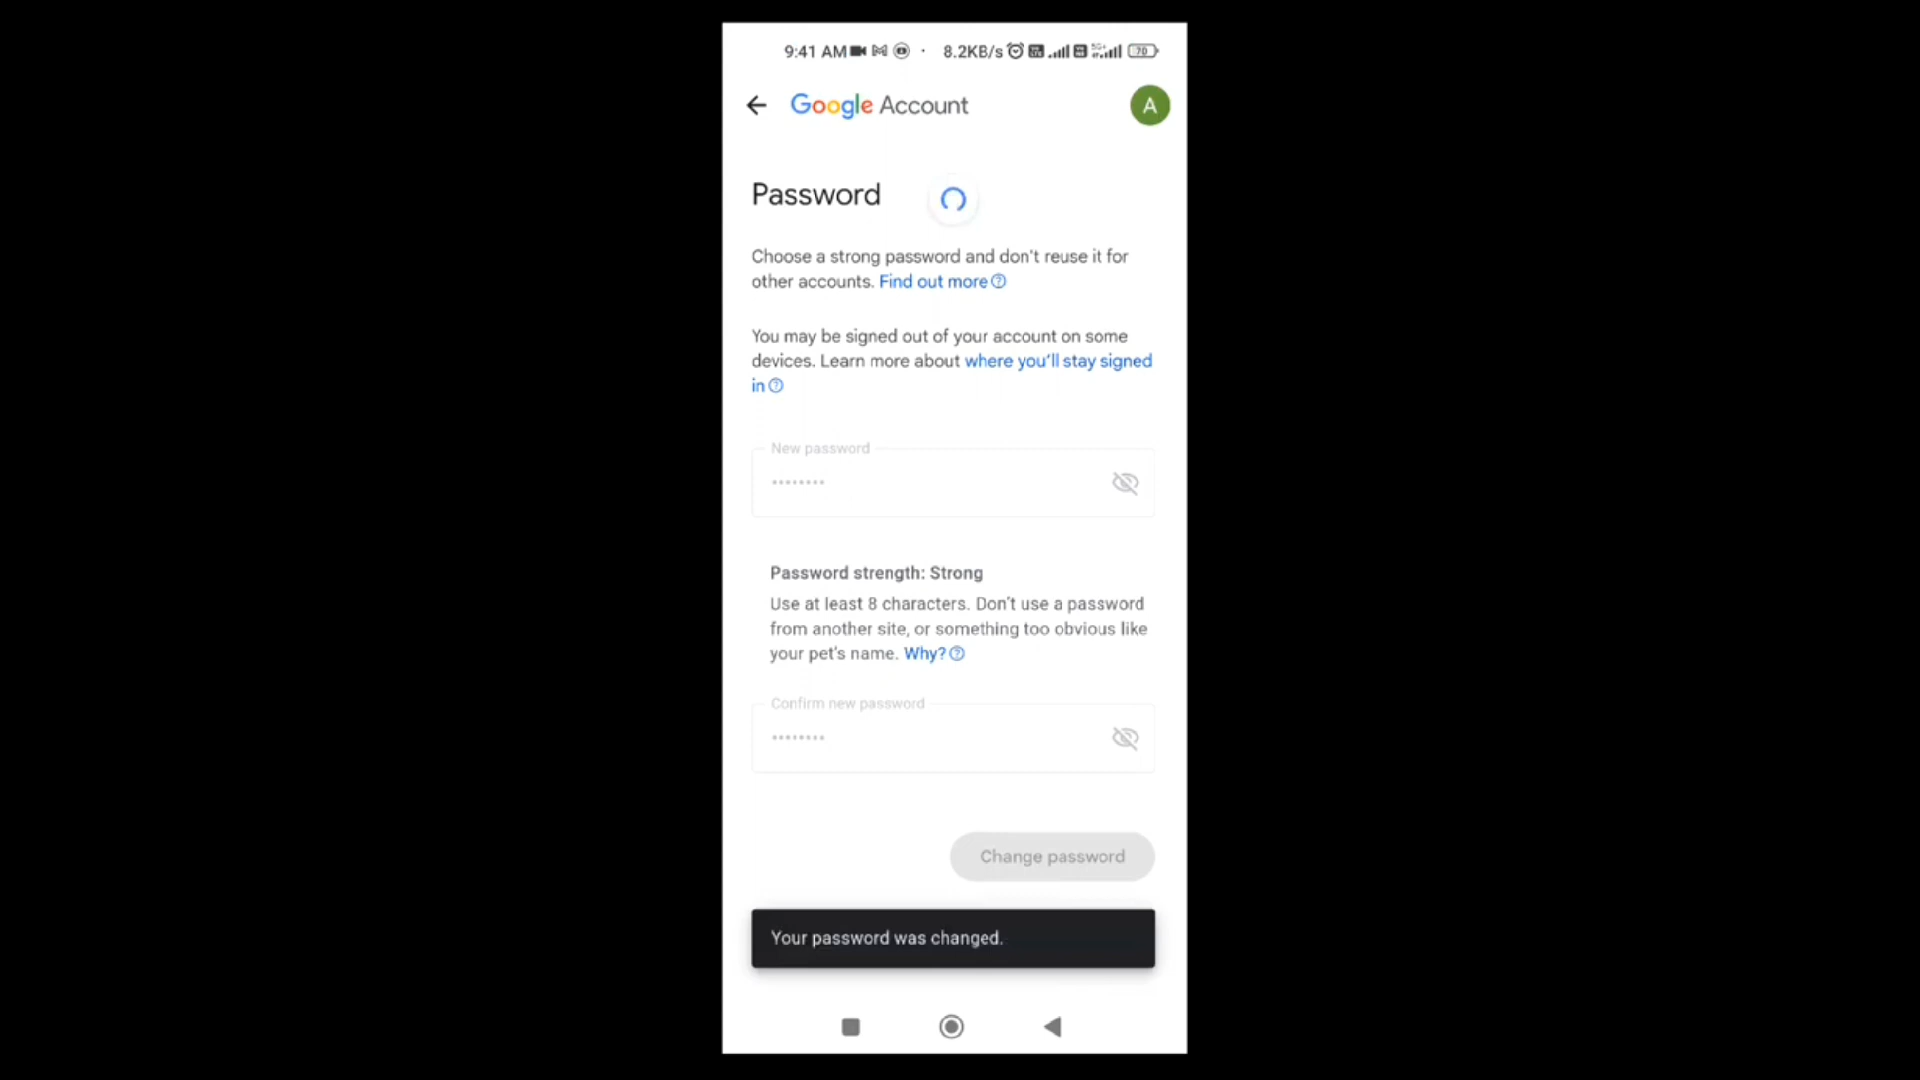 9:41 AM 8.2KB/s 70
Google Account
A
Password
Choose a strong password and don't reuse it for
other accounts. Find out more
You may be signed out of your account on some
devices. Learn more about where you'll stay signed
in
New password
••••••••
Password strength: Strong
Use at least 8 characters. Don't use a password
from another site, or something too obvious like
your pet's name. Why?
Confirm new password
••••••••
Change password
Your password was changed.